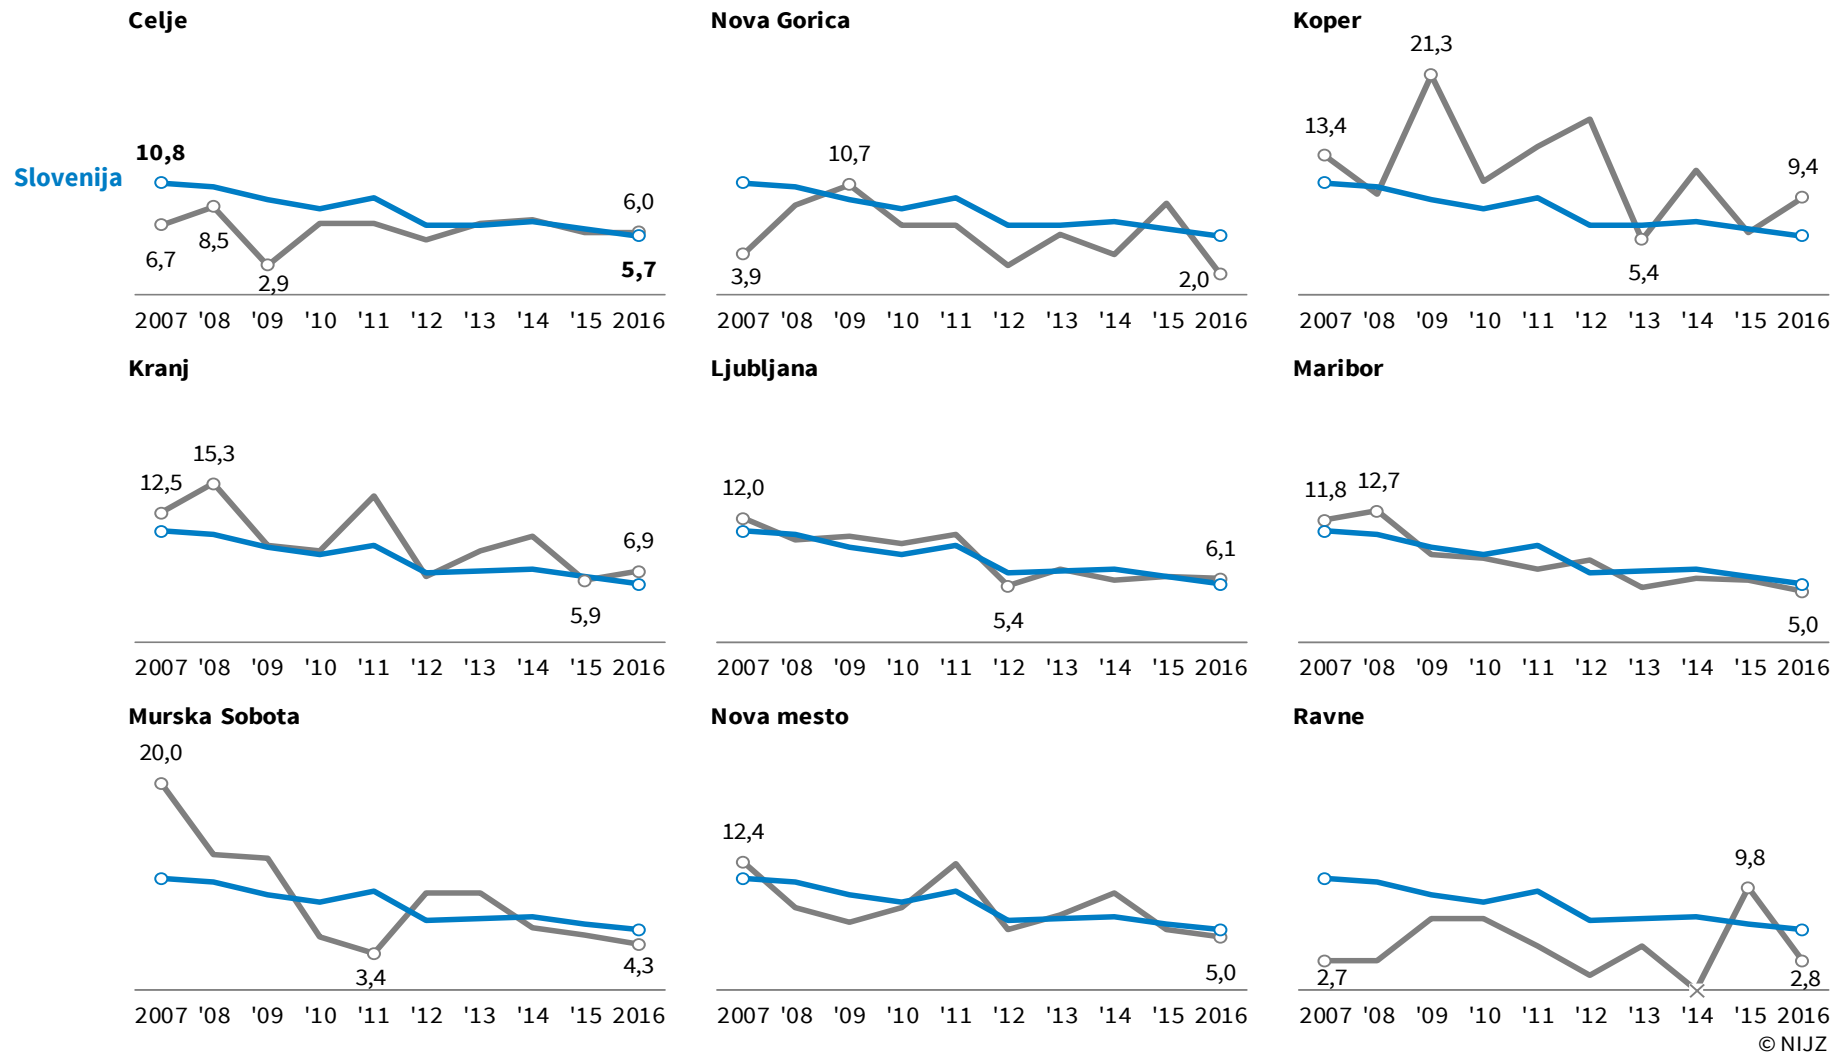 Celje
Nova Gorica
Koper
21,3
13,4
10,8
10,7
9,4
Slovenija
6,0
8,5
6,7
5,7
2,9
3,9
2,0
5,4
2007 '08 '09 '10 '11 '12 '13 '14 '15 2016
2007 '08 '09 '10 '11 '12 '13 '14 '15 2016
2007 '08 '09 '10 '11 '12 '13 '14 '15 2016
Kranj
Ljubljana
Maribor
15,3
12,5
12,0
11,8
12,7
6,9
6,1
5,9
5,4
5,0
2007 '08 '09 '10 '11 '12 '13 '14 '15 2016
2007 '08 '09 '10 '11 '12 '13 '14 '15 2016
2007 '08 '09 '10 '11 '12 '13 '14 '15 2016
Murska Sobota
Nova mesto
Ravne
20,0
12,4
9,8
3,4
4,3
5,0
2,7
2,8
2007 '08 '09 '10 '11 '12 '13 '14 '15 2016
2007 '08 '09 '10 '11 '12 '13 '14 '15 2016
2007 '08 '09 '10 '11 '12 '13 '14 '15 2016
© NIJZ